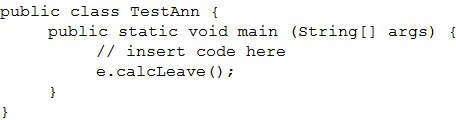 public class TestAnn {
public static void main (String[] args) {
// insert code here
e.calcLeave();
}
}